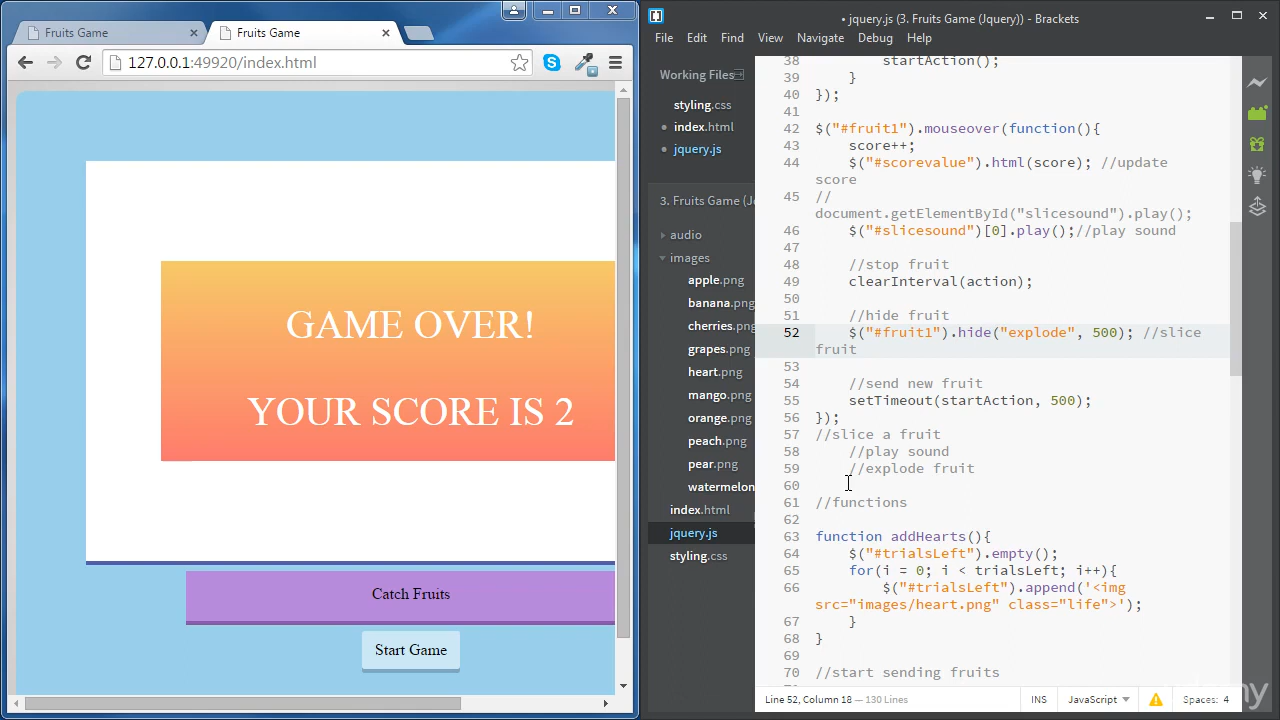 Fruits Game
Fruits Game
127.0.0.1:49920/index.html
GAME OVER!
YOUR SCORE IS 2
Catch Fruits
Start Game
• jquery.js (3. Fruits Game (Jquery)) - Brackets
File Edit Find View Navigate Debug Help
Working Files
styling.css
index.html
jquery.js
3. Fruits Game (Jq
audio
images
apple.png
banana.png
cherries.png
grapes.png
heart.png
mango.png
orange.png
peach.png
pear.png
watermelon
index.html
jquery.js
styling.css
38 startAction();
39 }
40 });
41
42 $("#fruit1").mouseover(function(){
43 score++;
44 $("#scorevalue").html(score); //update
score
45 //
document.getElementById("slicesound").play();
46 $("#slicesound")[0].play();//play sound
47
48 //stop fruit
49 clearInterval(action);
50
51 //hide fruit
52 $("#fruit1").hide("explode", 500); //slice
fruit
53
54 //send new fruit
55 setTimeout(startAction, 500);
56 });
57 //slice a fruit
58 //play sound
59 //explode fruit
60
61 //functions
62
63 function addHearts(){
64 $("#trialsLeft").empty();
65 for(i = 0; i < trialsLeft; i++){
66 $("#trialsLeft").append('<img
src="images/heart.png" class="life">');
67 }
68 }
69
70 //start sending fruits
Line 52, Column 18 — 130 Lines
INS
JavaScript
Spaces: 4